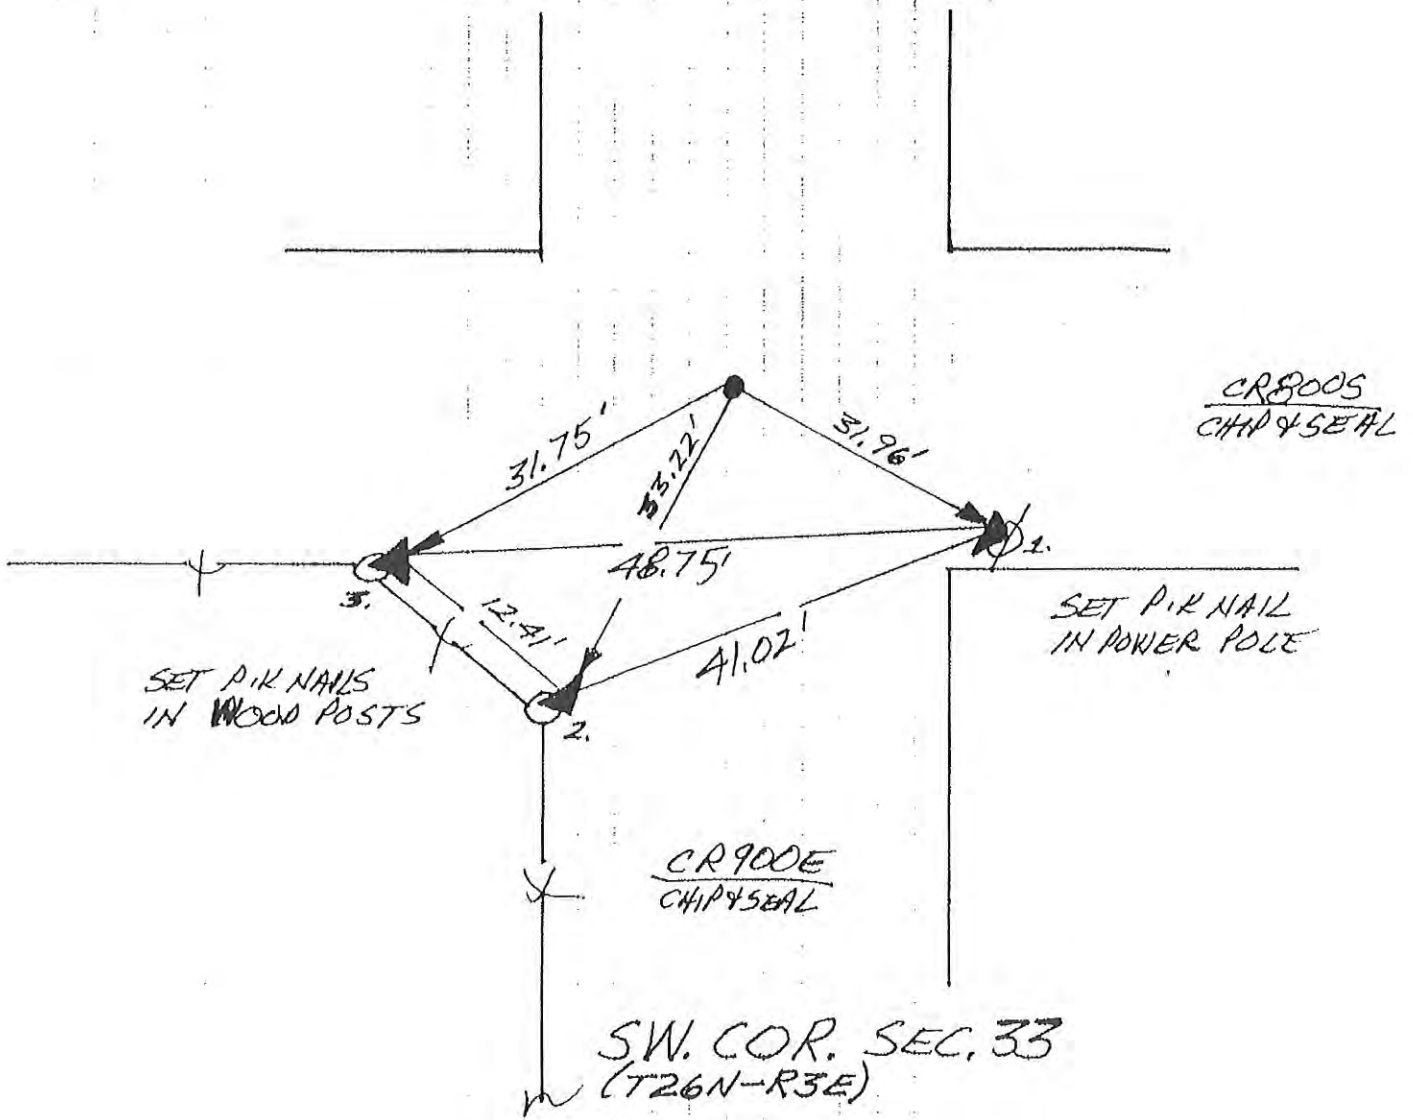 CR800S
CHIP & SEAL
31.75'
33.22'
31.96'
48.75'
1.
3.
12.41'
41.02'
SET P.K NAIL
IN POWER POLE
SET P.K NAILS
IN WOOD POSTS
2.
CR900E
CHIP & SEAL
SW. COR. SEC. 33
(T26N-R3E)